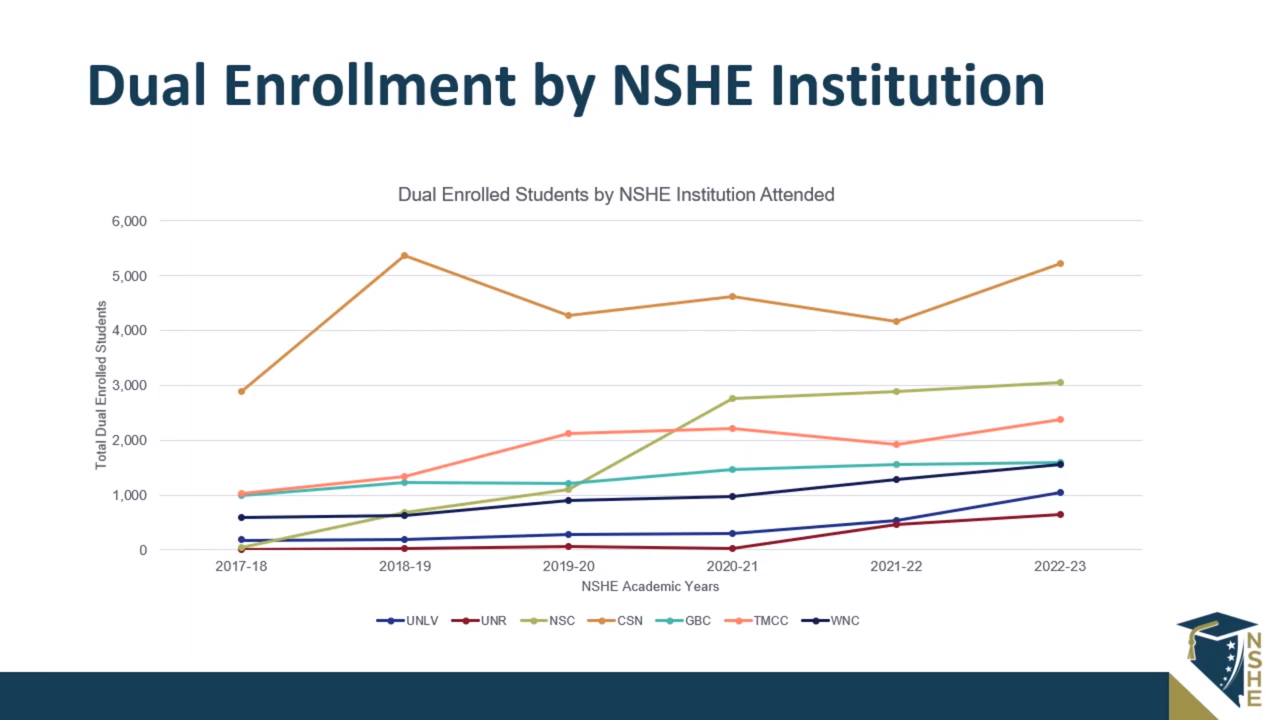 Dual Enrollment by NSHE Institution
Dual Enrolled Students by NSHE Institution Attended
6,000
5,000
4,000
3,000
2,000
1,000
0
Total Dual Enrolled Students
2017-18 2018-19 2019-20 2020-21 2021-22 2022-23
NSHE Academic Years
UNLV UNR NSC CSN GBC TMCC WNC
NSHE